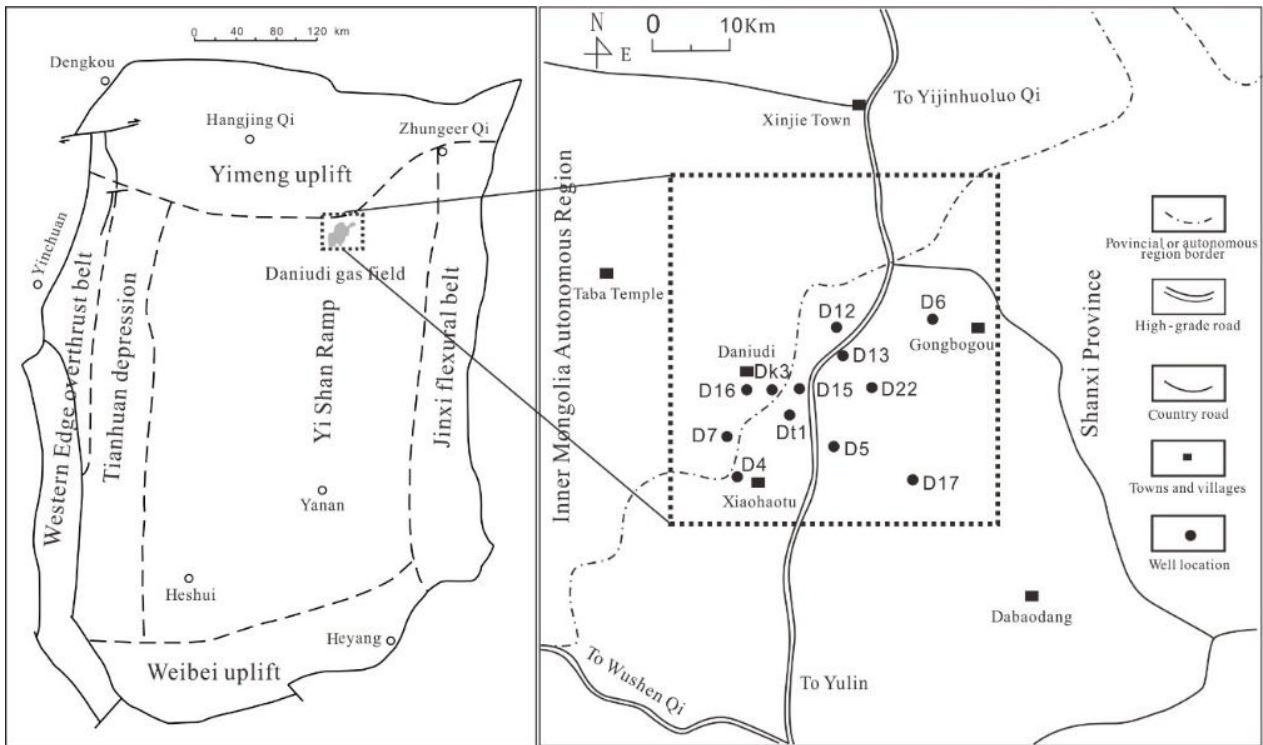 0 40 80 120 km
Dengkou
Hangjing Qi
Zhungeer Qi
Yimeng uplift
Yinchuan
Daniudi gas field
Western Edge overthrust belt
Tianhuan depression
Yi Shan Ramp
Jinxi flexural belt
Yanan
Heshui
Heyang
Weibei uplift
N
E
0 10Km
To Yijinhuoluo Qi
Xinjie Town
Inner Mongolia Autonomous Region
Taba Temple
D12
D6
Gongbogou
D13
Daniudi
Dk3
D16
D15
D22
Dt1
D7
D5
D4
D17
Xiaohaotu
Shanxi Province
Dabaodang
To Wushen Qi
To Yulin
Povincial or autonomous
region border
High-grade road
Country road
Towns and villages
Well location